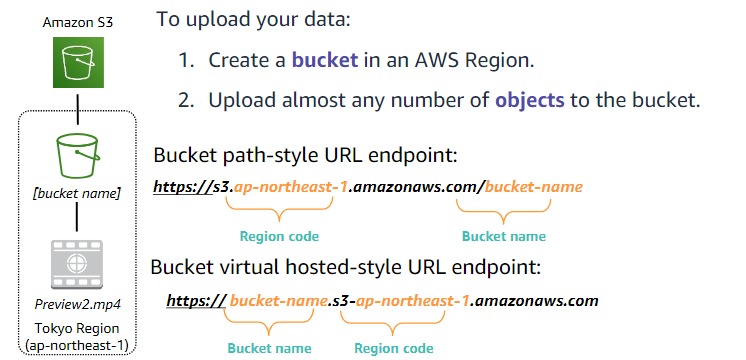 Amazon S3
To upload your data:
1. Create a bucket in an AWS Region.
2. Upload almost any number of objects to the bucket.
[bucket name]
Preview2.mp4
Tokyo Region
(ap-northeast-1)
Bucket path-style URL endpoint:
https://s3.ap-northeast-1.amazonaws.com/bucket-name
Region code
Bucket name
Bucket virtual hosted-style URL endpoint:
https:// bucket-name.s3-ap-northeast-1.amazonaws.com
Bucket name
Region code